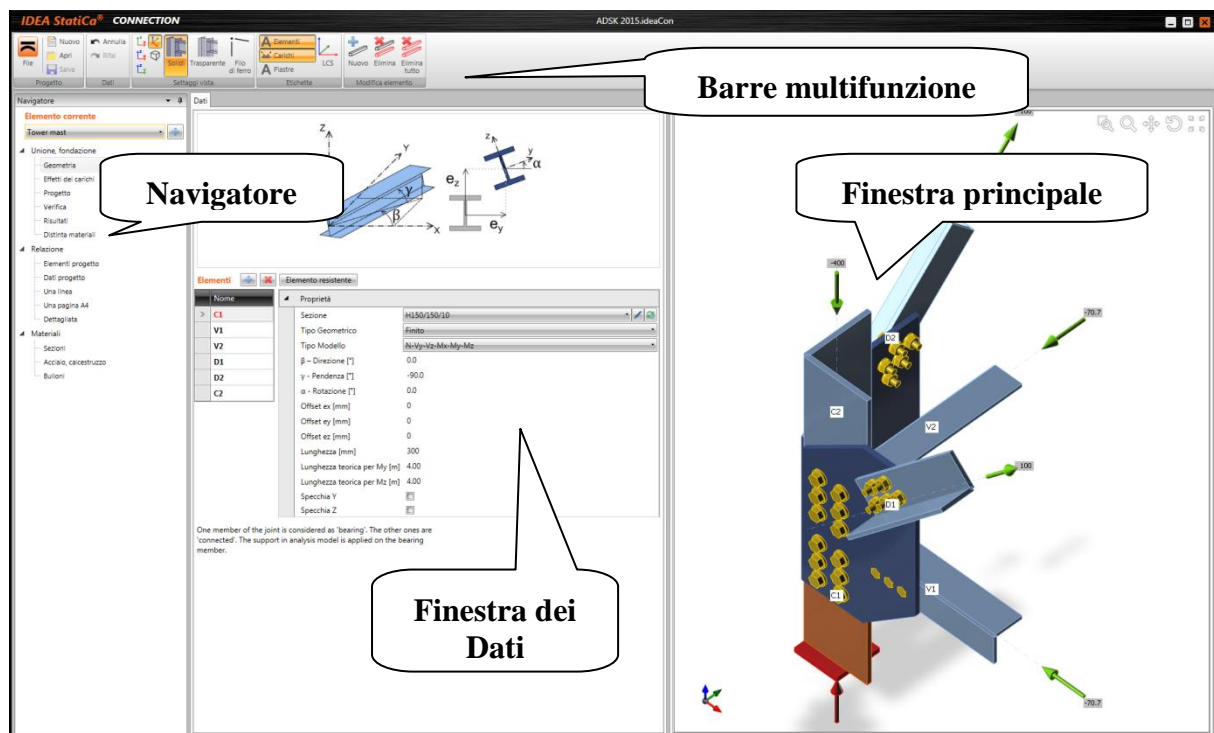 IDEA StatiCa® CONNECTION
ADSK 2015.ideaCon
File
Nuovo
Apri
Salva
Progetto
Annulla
Rifai
Dati
Solidi
Trasparente
Filo
di ferro
Settaggi vista
Elementi
Carichi
Piastre
LCS
Etichette
Nuovo
Elimina
Elimina
tutto
Modifica elemento
Barre multifunzione
Navigatore
Elemento corrente
Tower mast
Unione, fondazione
Geometria
Effetti dei carichi
Progetto
Verifica
Risultati
Distinta materiali
Relazione
Elementi progetto
Dati progetto
Una linea
Una pagina A4
Dettagliata
Materiali
Sezioni
Acciaio, calcestruzzo
Bulloni
Navigatore
Dati
Z
Y
X
γ
β
ez
ey
z
y
α
Elementi
Elemento resistente
Nome
C1
V1
V2
D1
D2
C2
Proprietà
Sezione H150/150/10
Tipo Geometrico Finito
Tipo Modello N-Vy-Vz-Mx-My-Mz
β – Direzione [°] 0.0
γ - Pendenza [°] -90.0
α - Rotazione [°] 0.0
Offset ex [mm] 0
Offset ey [mm] 0
Offset ez [mm] 0
Lunghezza [mm] 300
Lunghezza teorica per My [m] 4.00
Lunghezza teorica per Mz [m] 4.00
Specchia Y
Specchia Z
One member of the joint is considered as 'bearing'. The other ones are
'connected'. The support in analysis model is applied on the bearing
member.
Finestra dei
Dati
Finestra principale
-400
-70.7
D2
C2
V2
100
D1
C1
V1
-70.7